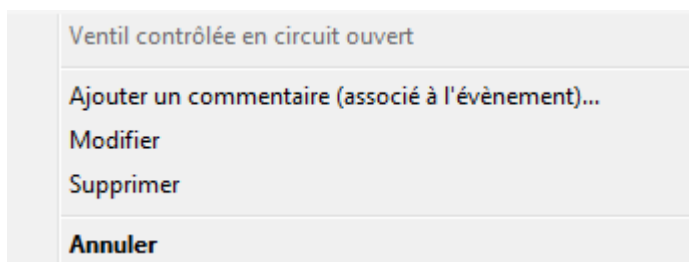 Ventil contrôlée en circuit ouvert
Ajouter un commentaire (associé à l'évènement)...
Modifier
Supprimer
Annuler